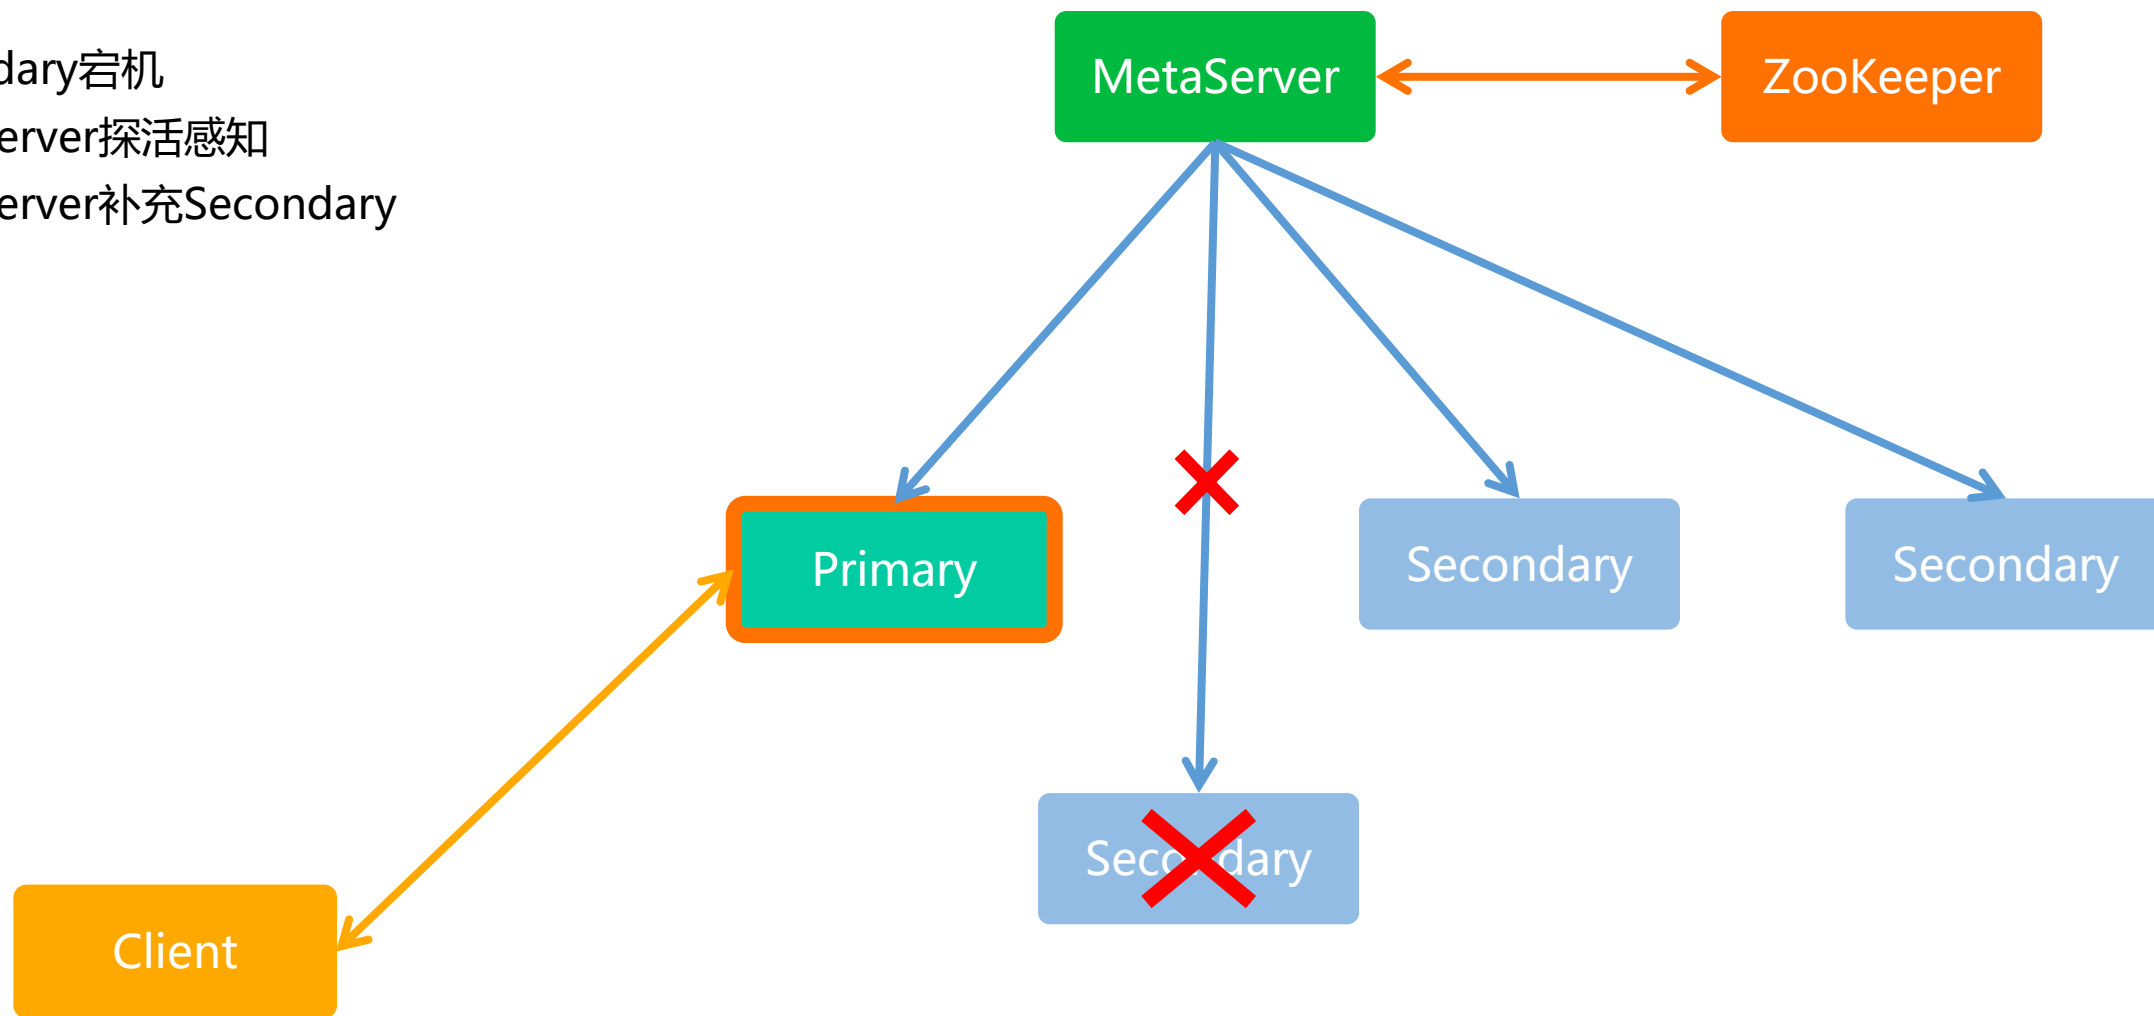 dary宕机
erver探活感知
erver补充Secondary
MetaServer
ZooKeeper
Primary
Secondary
Secondary
Secondary
Client